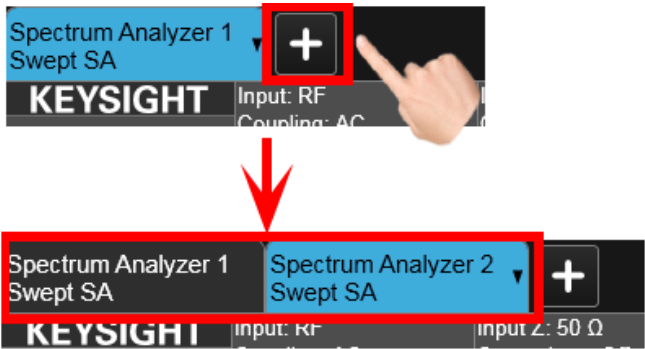 Spectrum Analyzer 1
Swept SA
+
KEYSIGHT
Input: RF
Coupling: AC
Spectrum Analyzer 1
Swept SA
Spectrum Analyzer 2
Swept SA
+
KEYSIGHT
Input: RF
Input Z: 50 Ω